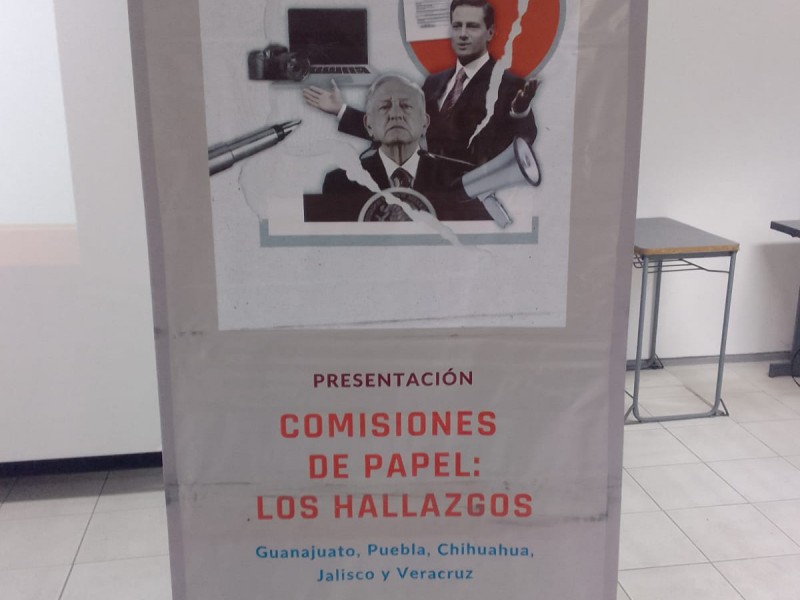 PRESENTACIÓN
COMISIONES
DE PAPEL:
LOS HALLAZGOS
Guanajuato, Puebla, Chihuahua,
Jalisco y Veracruz